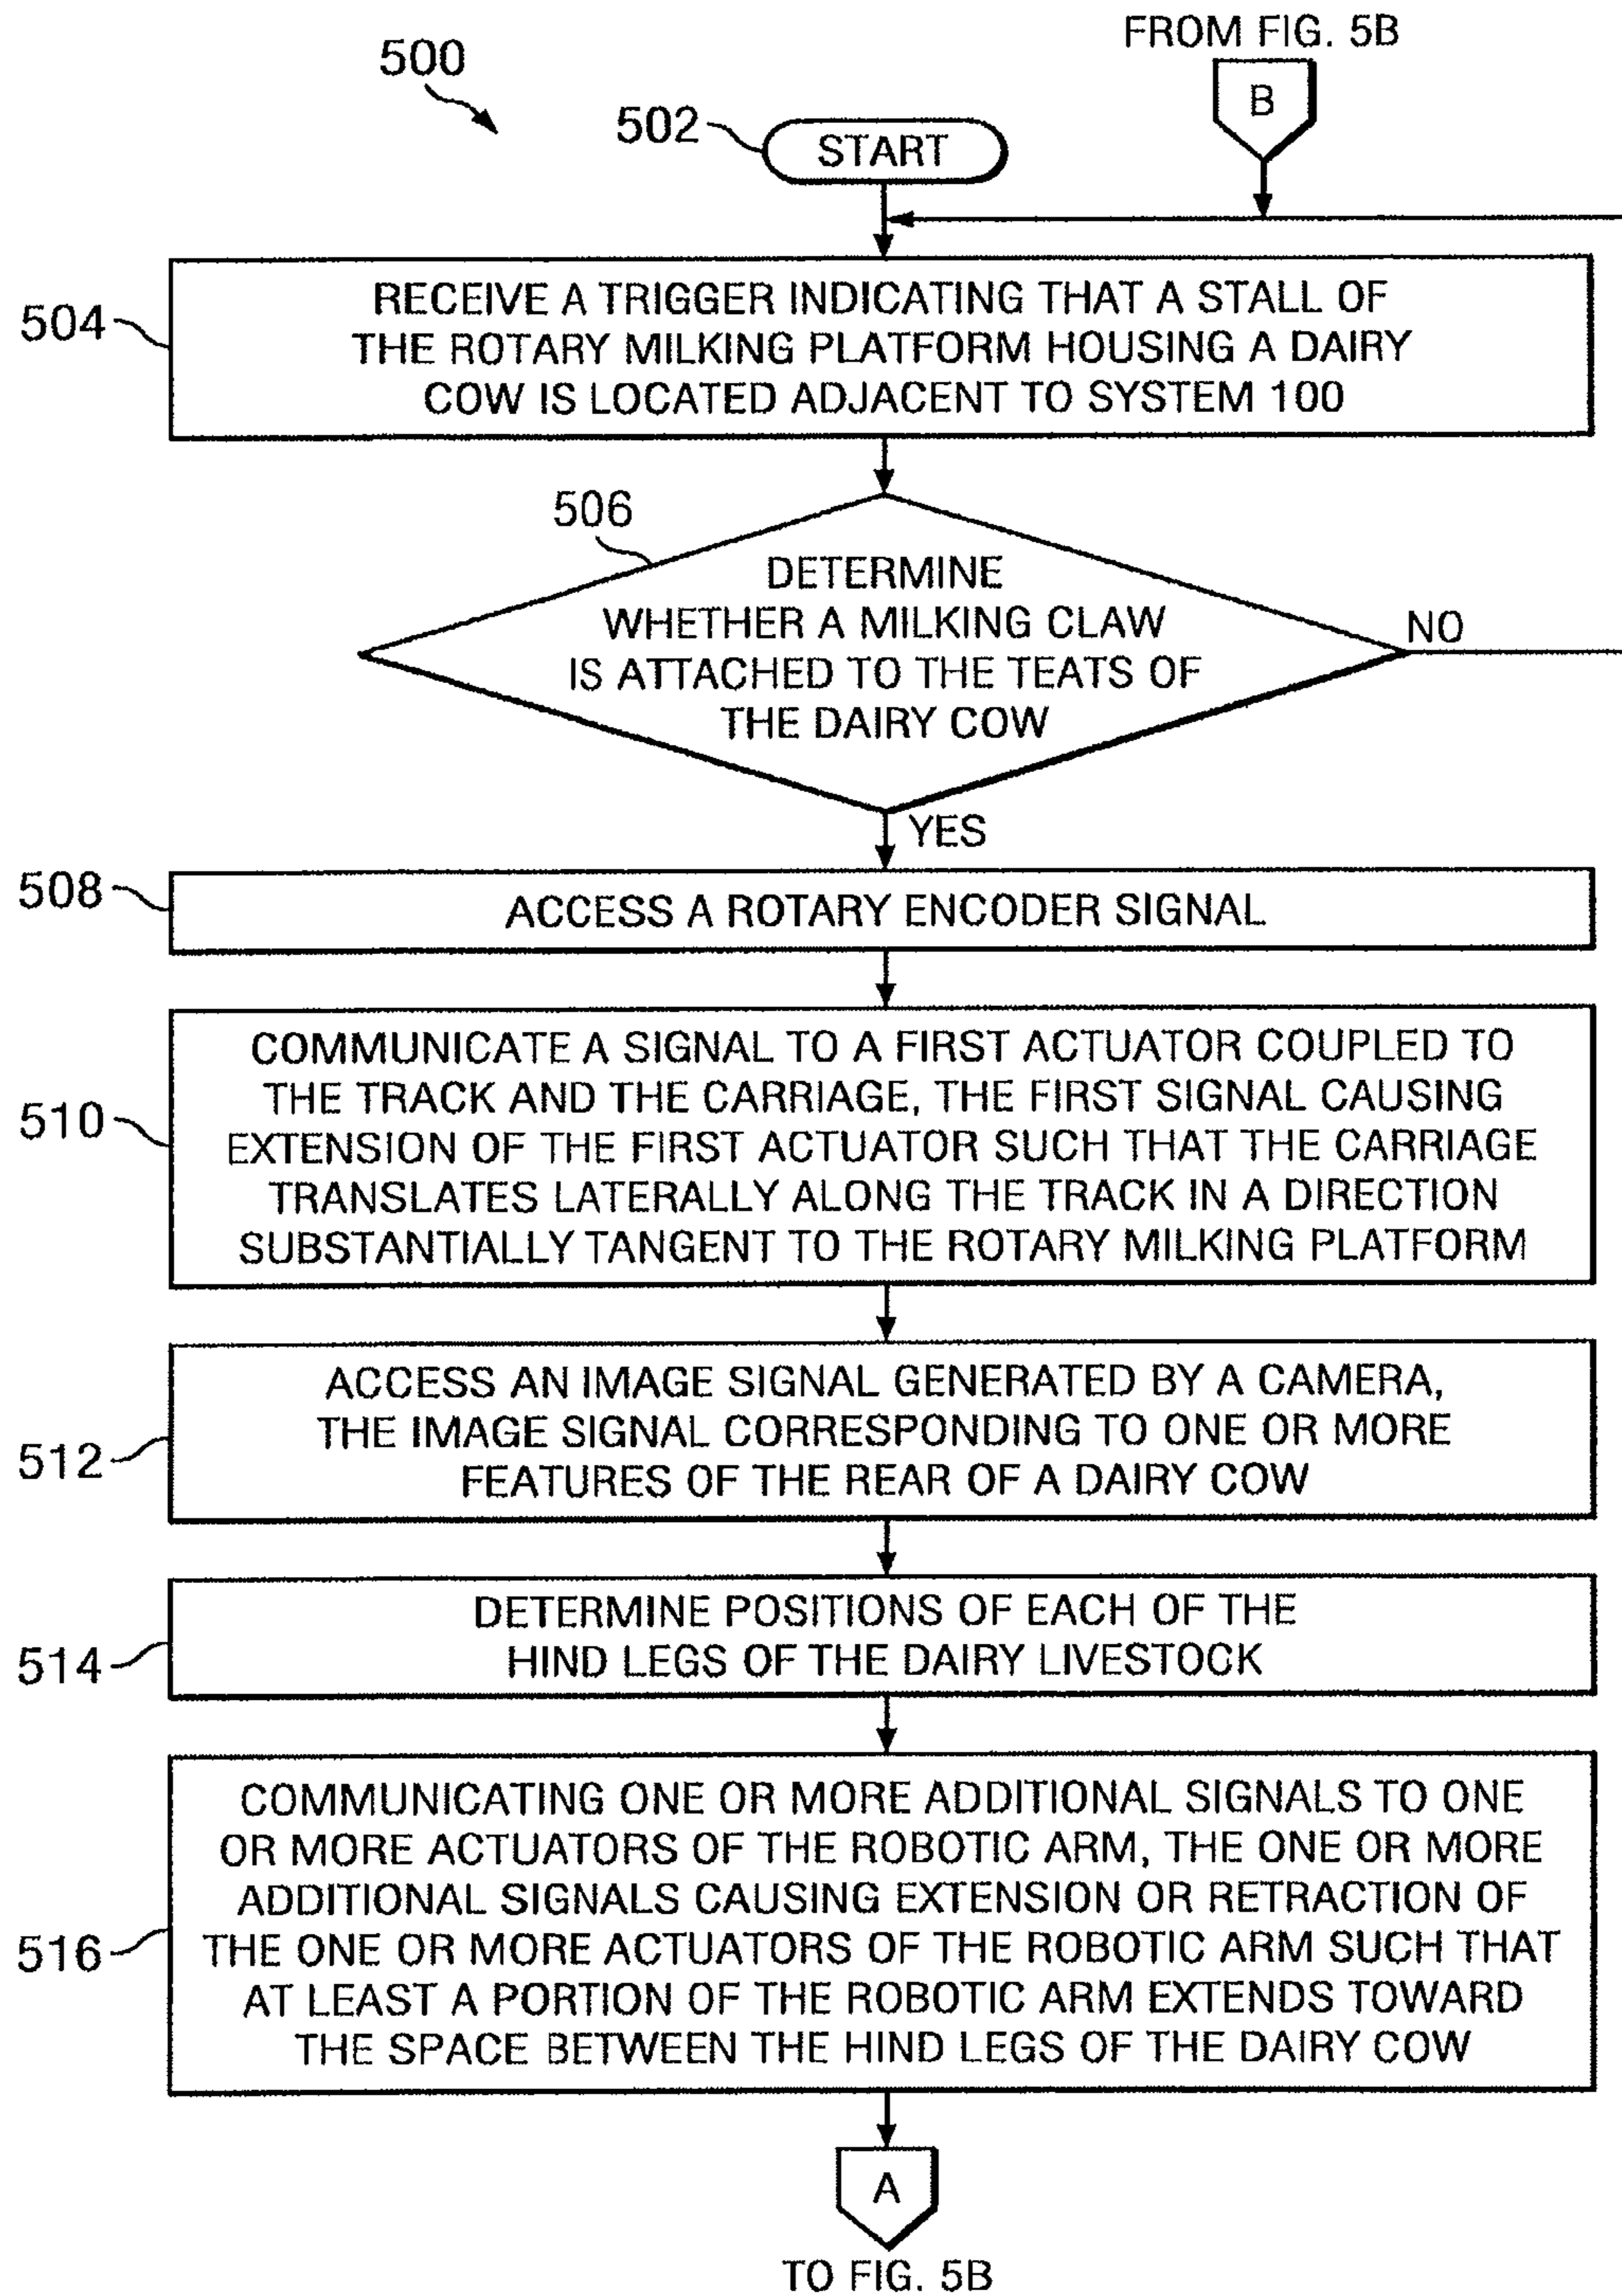 FROM FIG. 5B
500
B
502
START
504
RECEIVE A TRIGGER INDICATING THAT A STALL OF
THE ROTARY MILKING PLATFORM HOUSING A DAIRY
COW IS LOCATED ADJACENT TO SYSTEM 100
506
DETERMINE
WHETHER A MILKING CLAW
IS ATTACHED TO THE TEATS OF
THE DAIRY COW
NO
YES
508
ACCESS A ROTARY ENCODER SIGNAL
510
COMMUNICATE A SIGNAL TO A FIRST ACTUATOR COUPLED TO
THE TRACK AND THE CARRIAGE, THE FIRST SIGNAL CAUSING
EXTENSION OF THE FIRST ACTUATOR SUCH THAT THE CARRIAGE
TRANSLATES LATERALLY ALONG THE TRACK IN A DIRECTION
SUBSTANTIALLY TANGENT TO THE ROTARY MILKING PLATFORM
512
ACCESS AN IMAGE SIGNAL GENERATED BY A CAMERA,
THE IMAGE SIGNAL CORRESPONDING TO ONE OR MORE
FEATURES OF THE REAR OF A DAIRY COW
514
DETERMINE POSITIONS OF EACH OF THE
HIND LEGS OF THE DAIRY LIVESTOCK
516
COMMUNICATING ONE OR MORE ADDITIONAL SIGNALS TO ONE
OR MORE ACTUATORS OF THE ROBOTIC ARM, THE ONE OR MORE
ADDITIONAL SIGNALS CAUSING EXTENSION OR RETRACTION OF
THE ONE OR MORE ACTUATORS OF THE ROBOTIC ARM SUCH THAT
AT LEAST A PORTION OF THE ROBOTIC ARM EXTENDS TOWARD
THE SPACE BETWEEN THE HIND LEGS OF THE DAIRY COW
A
TO FIG. 5B